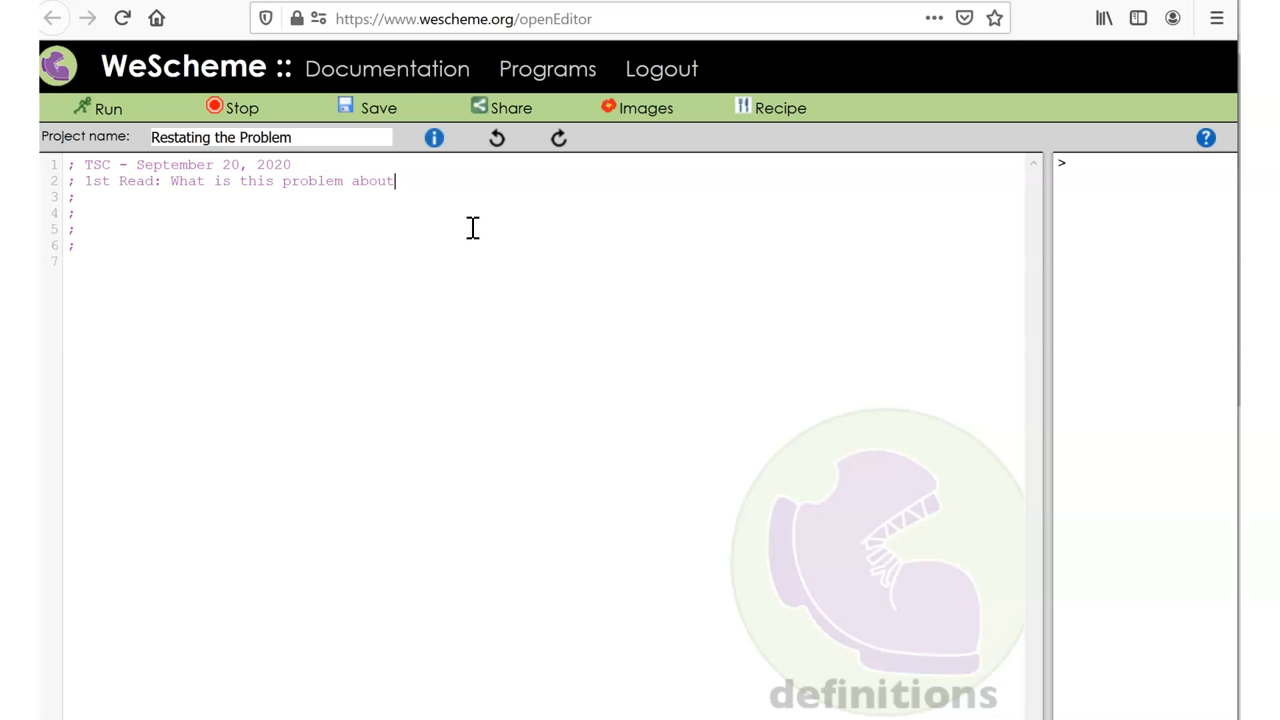 https://www.wescheme.org/openEditor
WeScheme :: Documentation Programs Logout
Run Stop Save Share Images Recipe
Project name: Restating the Problem
1 ; TSC - September 20, 2020
2 ; 1st Read: What is this problem about
3 ;
4 ;
5 ;
6 ;
7
>
definitions